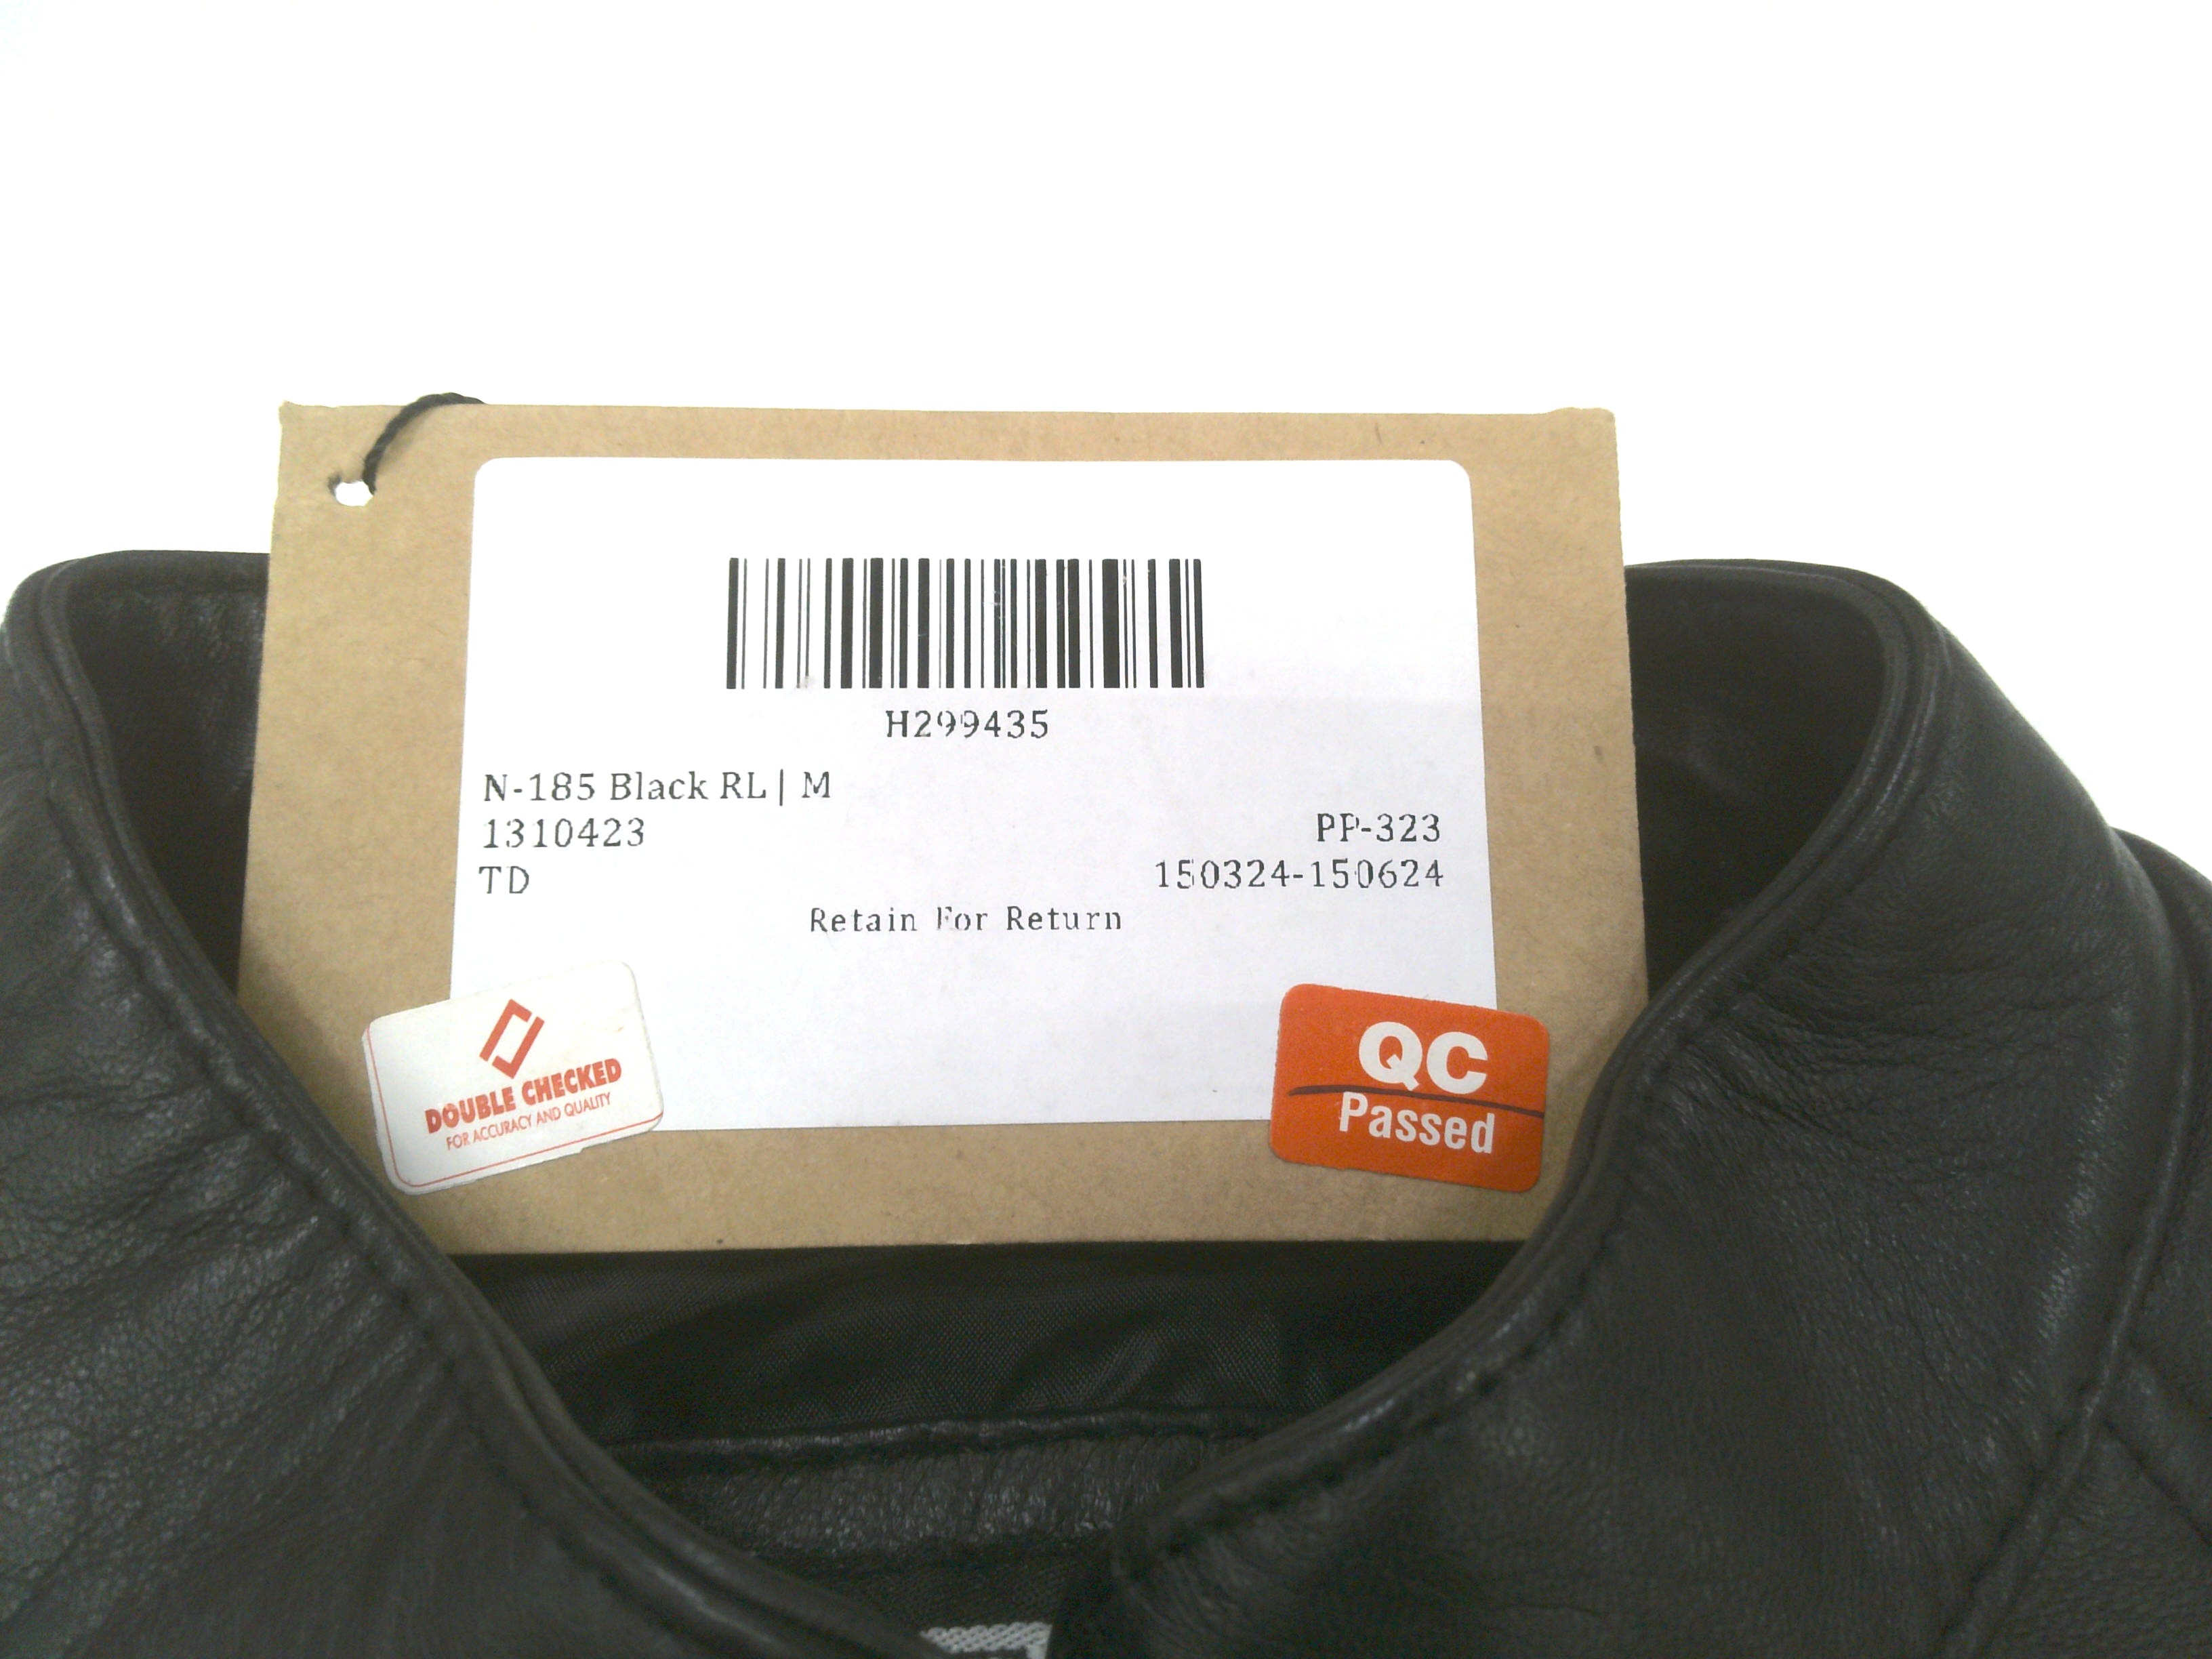 H299435
N-185 Black RL | M
1310423
PP-323
TD
150324-150624
Retain For Return
DOUBLE CHECKED
FOR ACCURACY AND QUALITY
QC
Passed